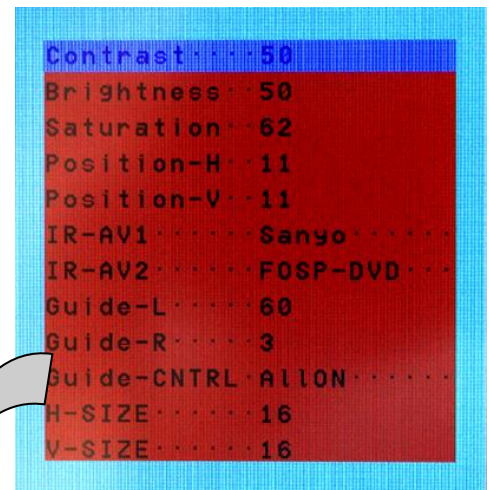 Contrast····50
Brightness··50
Saturation··62
Position-H··11
Position-V··11
IR-AV1······Sanyo······
IR-AV2······FOSP-DVD···
Guide-L·····60
Guide-R·····3
Guide-CNTRL·AllON······
H-SIZE······16
V-SIZE······16